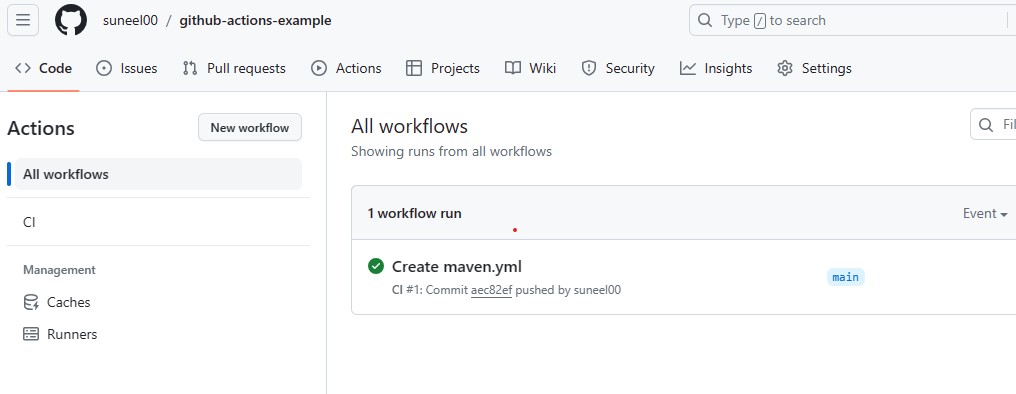 suneel00 / github-actions-example
Type / to search
Code Issues Pull requests Actions Projects Wiki Security Insights Settings
Actions
New workflow
All workflows
CI
Management
Caches
Runners
All workflows
Showing runs from all workflows
Fil
1 workflow run
Event
Create maven.yml
main
CI #1: Commit aec82ef pushed by suneel00